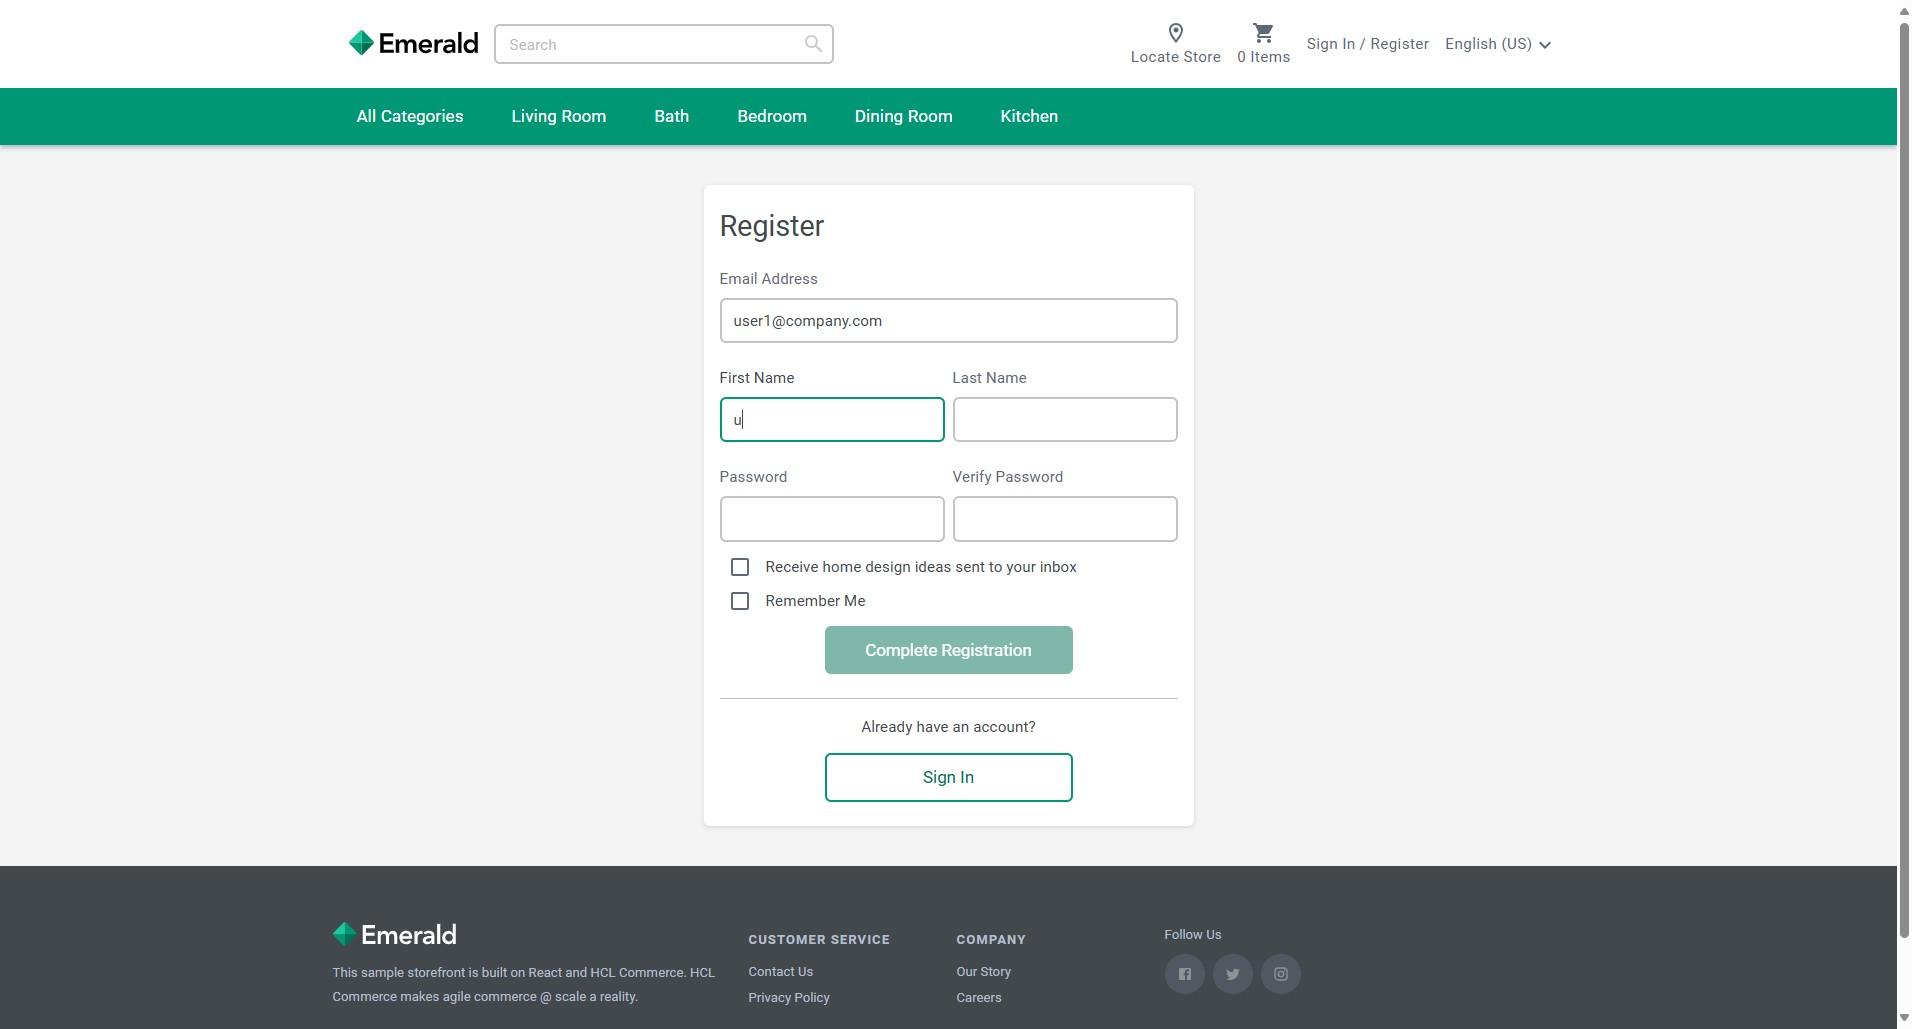 Emerald
Search
Locate Store
0 Items
Sign In / Register
English (US)
All Categories
Living Room
Bath
Bedroom
Dining Room
Kitchen
Register
Email Address
user1@company.com
First Name
Last Name
u
Password
Verify Password
Receive home design ideas sent to your inbox
Remember Me
Complete Registration
Already have an account?
Sign In
Emerald
This sample storefront is built on React and HCL Commerce. HCL
Commerce makes agile commerce @ scale a reality.
CUSTOMER SERVICE
Contact Us
Privacy Policy
COMPANY
Our Story
Careers
Follow Us